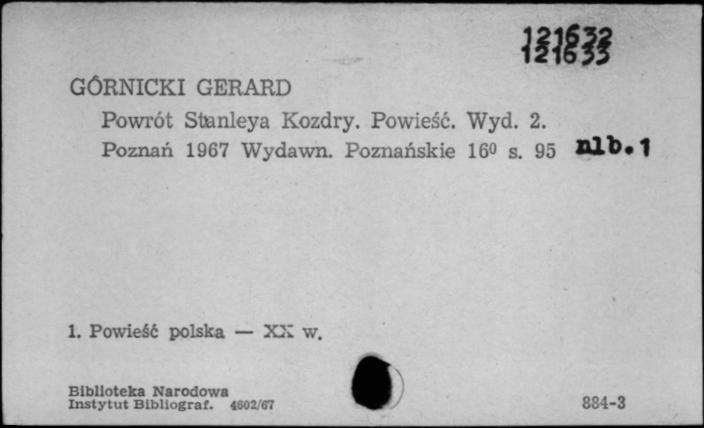 121632
121633
GÓRNICKI GERARD
Powrót Stanleya Kozdry. Powieść. Wyd. 2.
Poznań 1967 Wydawn. Poznańskie 16⁰ s. 95 nlb.1
1. Powieść polska — XX w.
Biblioteka Narodowa
Instytut Bibliograf. 4602/67
884-3